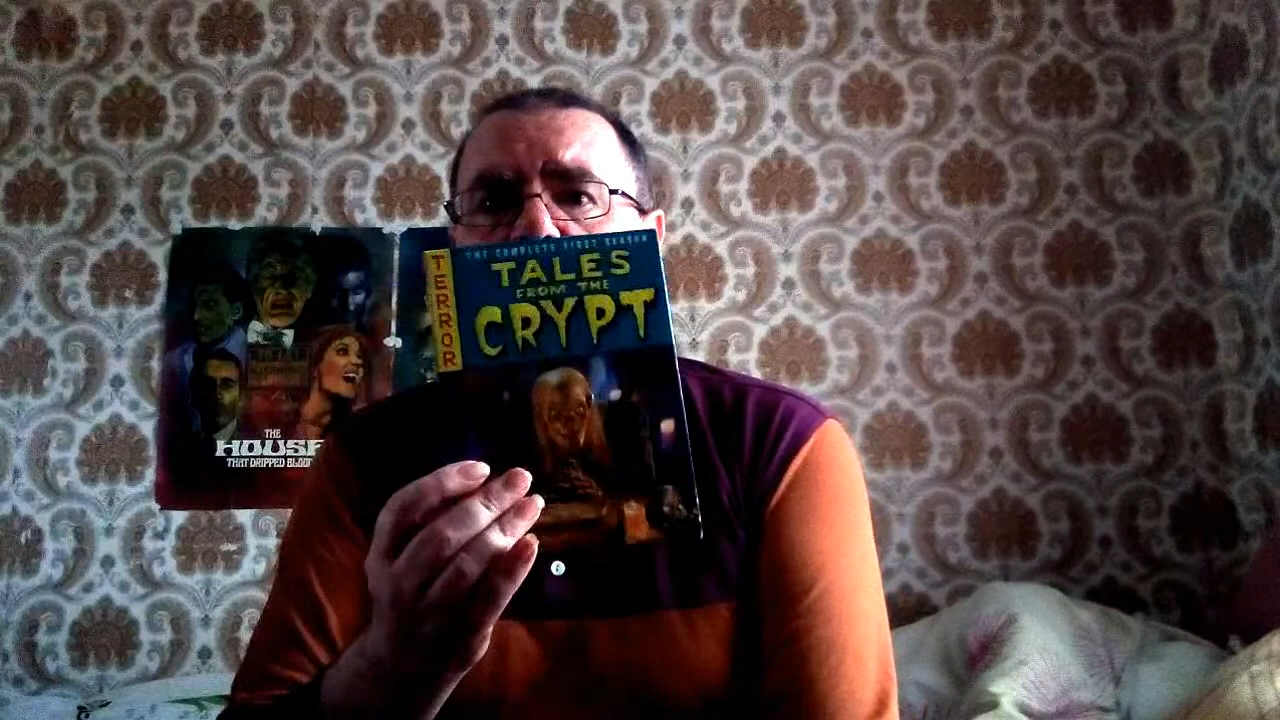 THE COMPLETE FIRST SEASON
TERROR
TALES
FROM THE
CRYPT
THE
HOUSE
THAT DRIPPED BLOOD